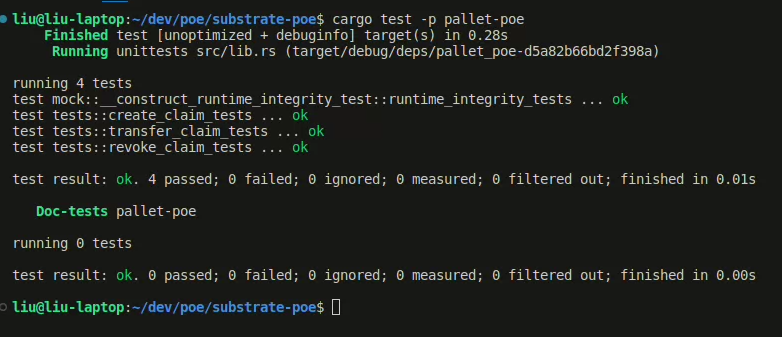 liu@liu-laptop:~/dev/poe/substrate-poe$ cargo test -p pallet-poe
    Finished test [unoptimized + debuginfo] target(s) in 0.28s
     Running unittests src/lib.rs (target/debug/deps/pallet_poe-d5a82b66bd2f398a)
running 4 tests
test mock::__construct_runtime_integrity_test::runtime_integrity_tests ... ok
test tests::create_claim_tests ... ok
test tests::transfer_claim_tests ... ok
test tests::revoke_claim_tests ... ok
test result: ok. 4 passed; 0 failed; 0 ignored; 0 measured; 0 filtered out; finished in 0.01s
   Doc-tests pallet-poe
running 0 tests
test result: ok. 0 passed; 0 failed; 0 ignored; 0 measured; 0 filtered out; finished in 0.00s
liu@liu-laptop:~/dev/poe/substrate-poe$